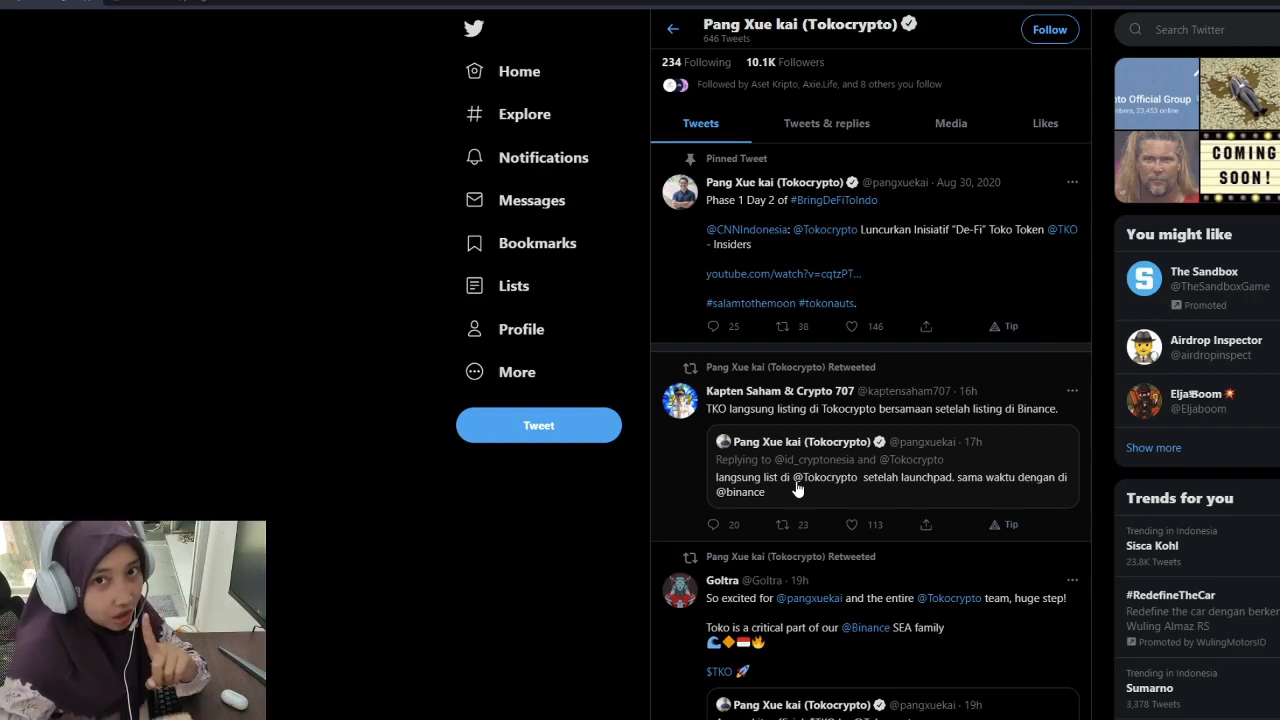 Home
Explore
Notifications
Messages
Bookmarks
Lists
Profile
More
Tweet
Pang Xue kai (Tokocrypto)
646 Tweets
Follow
234 Following 10.1K Followers
Followed by Aset Kripto, Axie.Life, and 8 others you follow
Tweets Tweets & replies Media Likes
Pinned Tweet
Pang Xue kai (Tokocrypto) @pangxuekai · Aug 30, 2020
Phase 1 Day 2 of #BringDeFiToIndo
@CNNIndonesia: @Tokocrypto Luncurkan Inisiatif "De-Fi" Toko Token @TKO
- Insiders
youtube.com/watch?v=cqtzPT...
#salamtothemoon #tokonauts.
25 38 146 Tip
Pang Xue kai (Tokocrypto) Retweeted
Kapten Saham & Crypto 707 @kaptensaham707 · 16h
TKO langsung listing di Tokocrypto bersamaan setelah listing di Binance.
Pang Xue kai (Tokocrypto) @pangxuekai · 17h
Replying to @id_cryptonesia and @Tokocrypto
langsung list di @Tokocrypto setelah launchpad. sama waktu dengan di
@binance
20 23 113 Tip
Pang Xue kai (Tokocrypto) Retweeted
Goltra @Goltra · 19h
So excited for @pangxuekai and the entire @Tokocrypto team, huge step!
Toko is a critical part of our @Binance SEA family
$TKO
Pang Xue kai (Tokocrypto) @pangxuekai · 19h
Search Twitter
to Official Group
mbers, 23,453 online
COMING
SOON!
You might like
The Sandbox
@TheSandboxGame
Promoted
Airdrop Inspector
@airdropinspect
Elja Boom
@Eljaboom
Show more
Trends for you
Trending in Indonesia
Sisca Kohl
23.8K Tweets
#RedefineTheCar
Redefine the car dengan berken
Wuling Almaz RS
Promoted by WulingMotorsID
Trending in Indonesia
Sumarno
3,378 Tweets